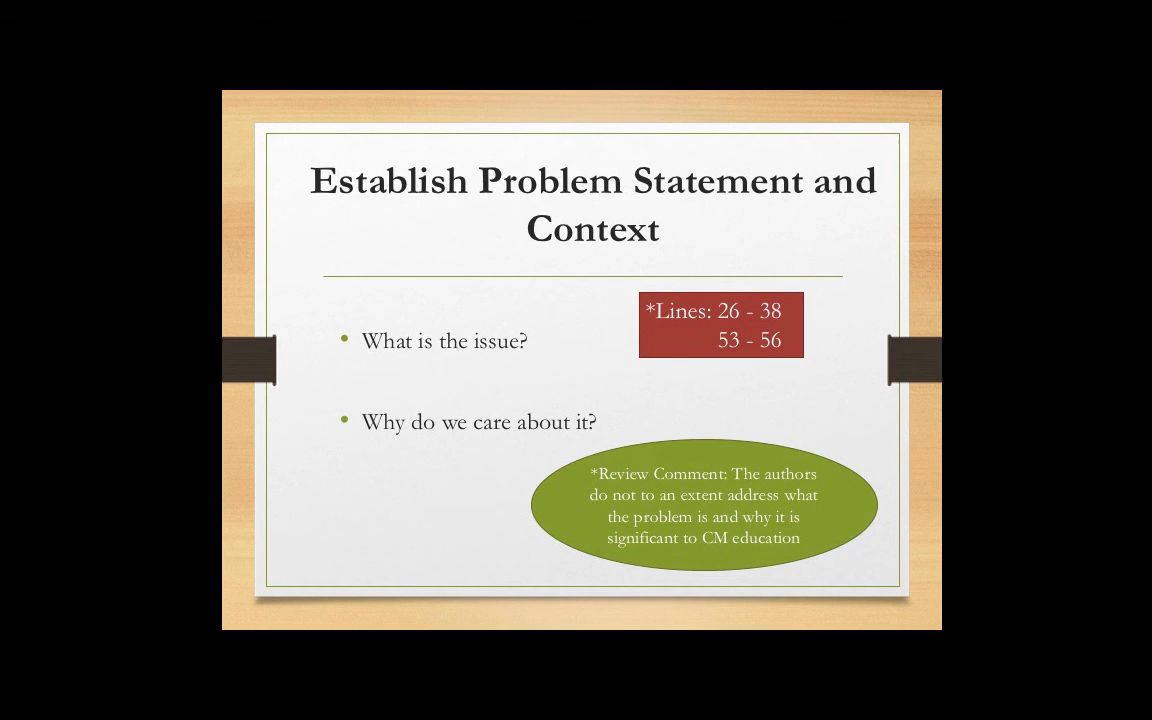 Establish Problem Statement and
Context
*Lines: 26 - 38
53 - 56
• What is the issue?
• Why do we care about it?
*Review Comment: The authors
do not to an extent address what
the problem is and why it is
significant to CM education